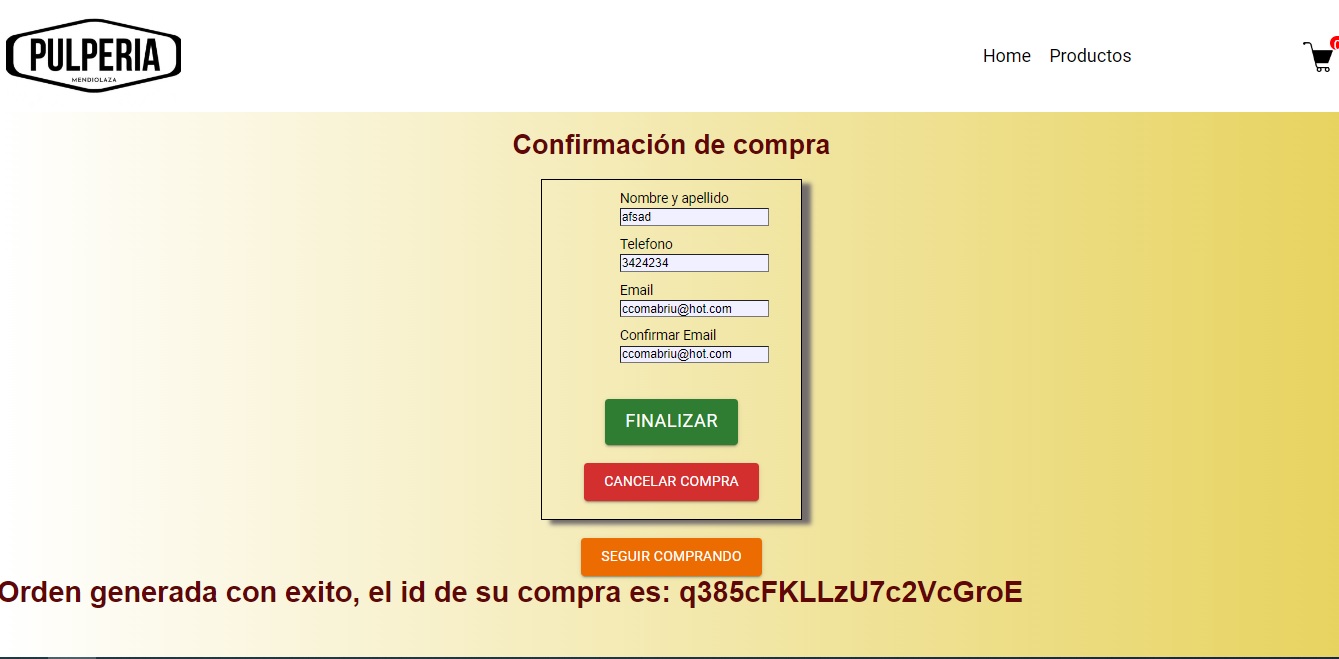 PULPERIA
MENDIOLAZA
Home Productos
Confirmación de compra
Nombre y apellido
afsad
Telefono
3424234
Email
ccomabriu@hot.com
Confirmar Email
ccomabriu@hot.com
FINALIZAR
CANCELAR COMPRA
SEGUIR COMPRANDO
Orden generada con exito, el id de su compra es: q385cFKLLzU7c2VcGroE